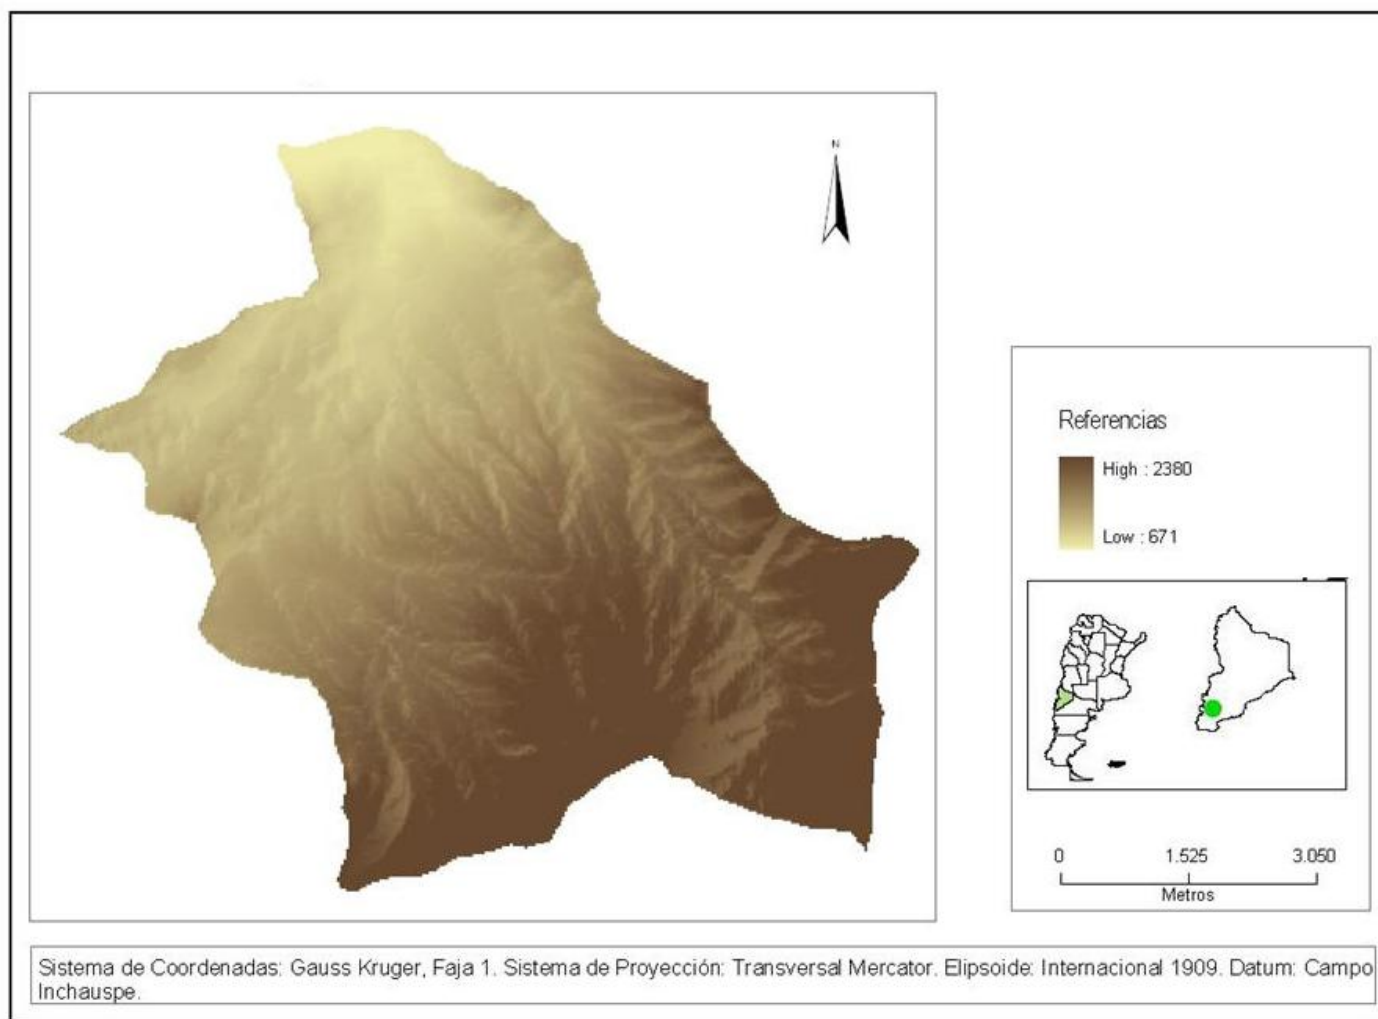 N
Referencias
High : 2380
Low : 671
0 1.525 3.050
Metros
Sistema de Coordenadas: Gauss Kruger, Faja 1. Sistema de Proyección: Transversal Mercator. Elipsoide: Internacional 1909. Datum: Campo
Inchauspe.